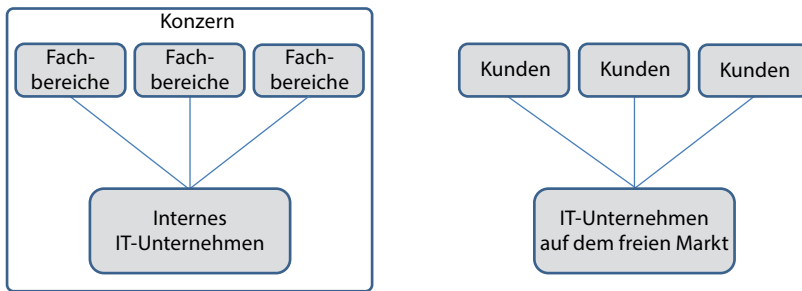 Konzern
Fach-
bereiche
Fach-
bereiche
Fach-
bereiche
Internes
IT-Unternehmen
Kunden
Kunden
Kunden
IT-Unternehmen
auf dem freien Markt